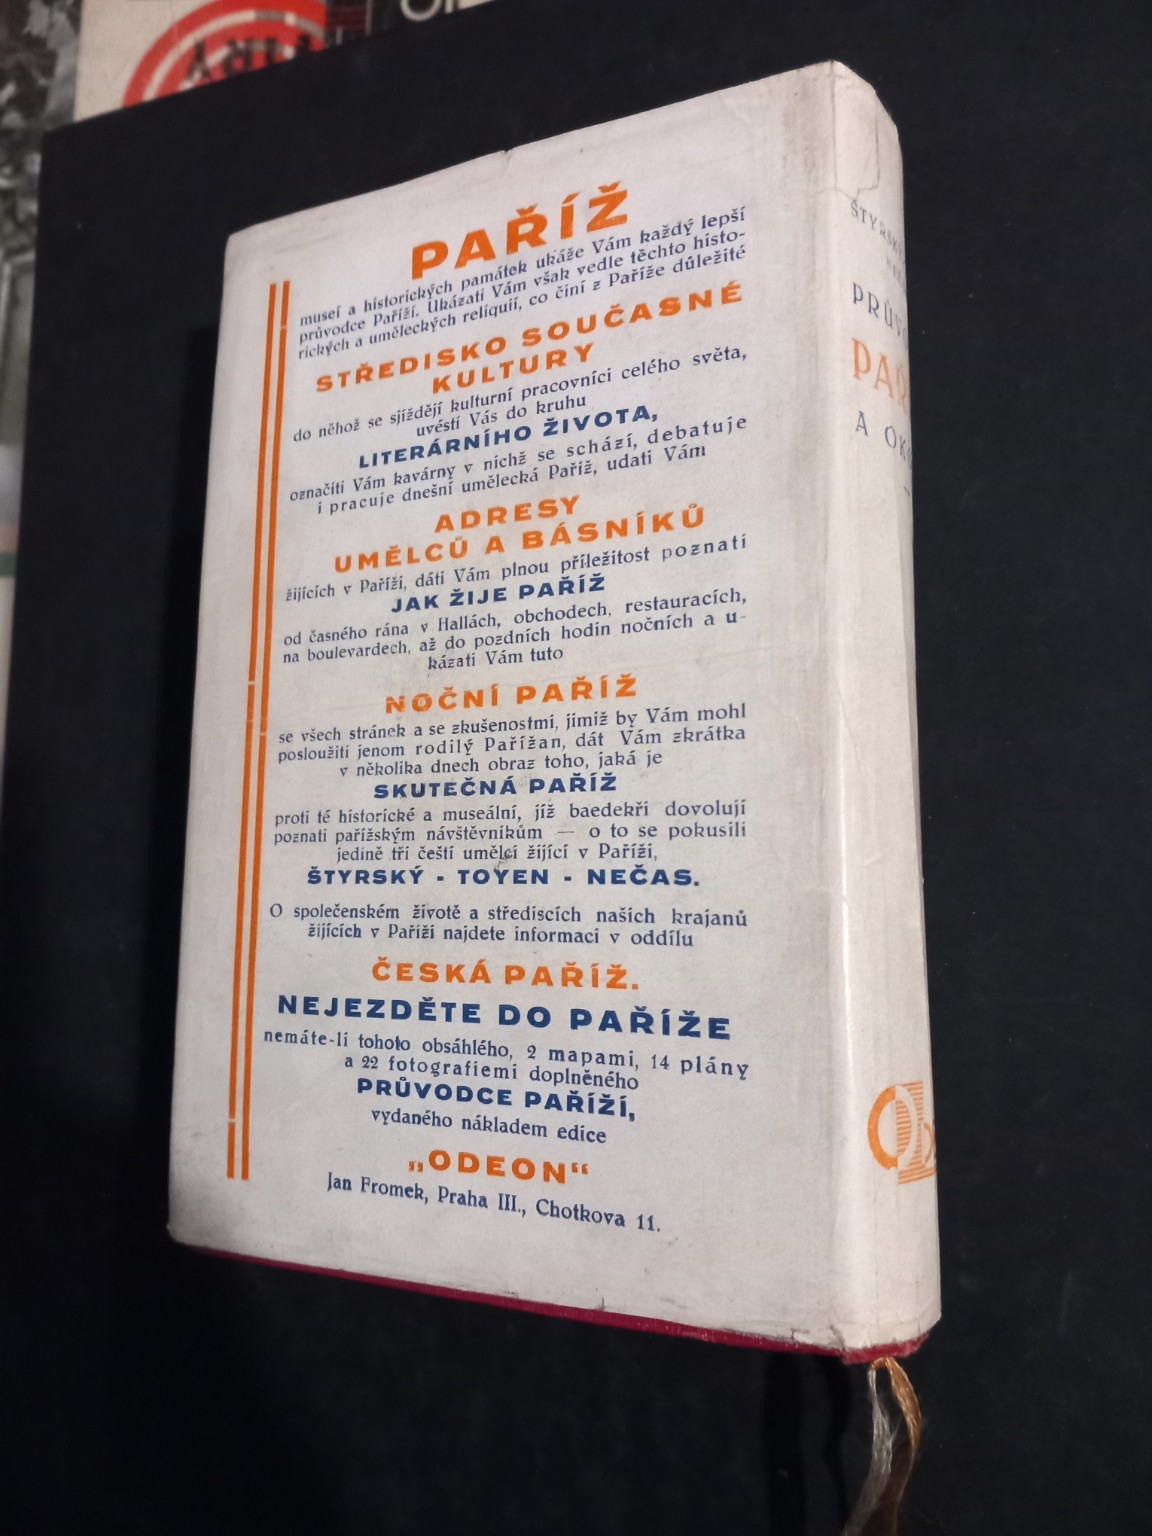 PAŘÍŽ
museí a historických památek ukáže Vám každý lepší
průvodce Paříží. Ukázati Vám však vedle těchto histo-
rických a uměleckých reliquií, co činí z Paříže důležité
STŘEDISKO SOUČASNÉ
KULTURY
do něhož se sjíždějí kulturní pracovníci celého světa,
uvésti Vás do kruhu
LITERÁRNÍHO ŽIVOTA,
označiti Vám kavárny v nichž se schází, debatuje
i pracuje dnešní umělecká Paříž, udati Vám
ADRESY
UMĚLCŮ A BÁSNÍKŮ
žijících v Paříži, dáti Vám plnou příležitost poznati
JAK ŽIJE PAŘÍŽ
od časného rána v Hallách, obchodech, restauracích,
na boulevardech, až do pozdních hodin nočních a u-
kázati Vám tuto
NOČNÍ PAŘÍŽ
se všech stránek a se zkušenostmi, jimiž by Vám mohl
posloužiti jenom rodilý Pařížan, dát Vám zkrátka
v několika dnech obraz toho, jaká je
SKUTEČNÁ PAŘÍŽ
proti té historické a museální, jíž baedekři dovolují
poznati pařížským návštěvníkům — o to se pokusili
jedině tři čeští umělci žijící v Paříži,
ŠTYRSKÝ - TOYEN - NEČAS.
O společenském životě a střediscích našich krajanů
žijících v Paříži najdete informaci v oddílu
ČESKÁ PAŘÍŽ.
NEJEZDĚTE DO PAŘÍŽE
nemáte-li tohoto obsáhlého, 2 mapami, 14 plány
a 22 fotografiemi doplněného
PRŮVODCE PAŘÍŽÍ,
vydaného nákladem edice
„ODEON“
Jan Fromek, Praha III., Chotkova 11.
ŠTYRSKÝ
PRŮVO
PAŘ
A OKO